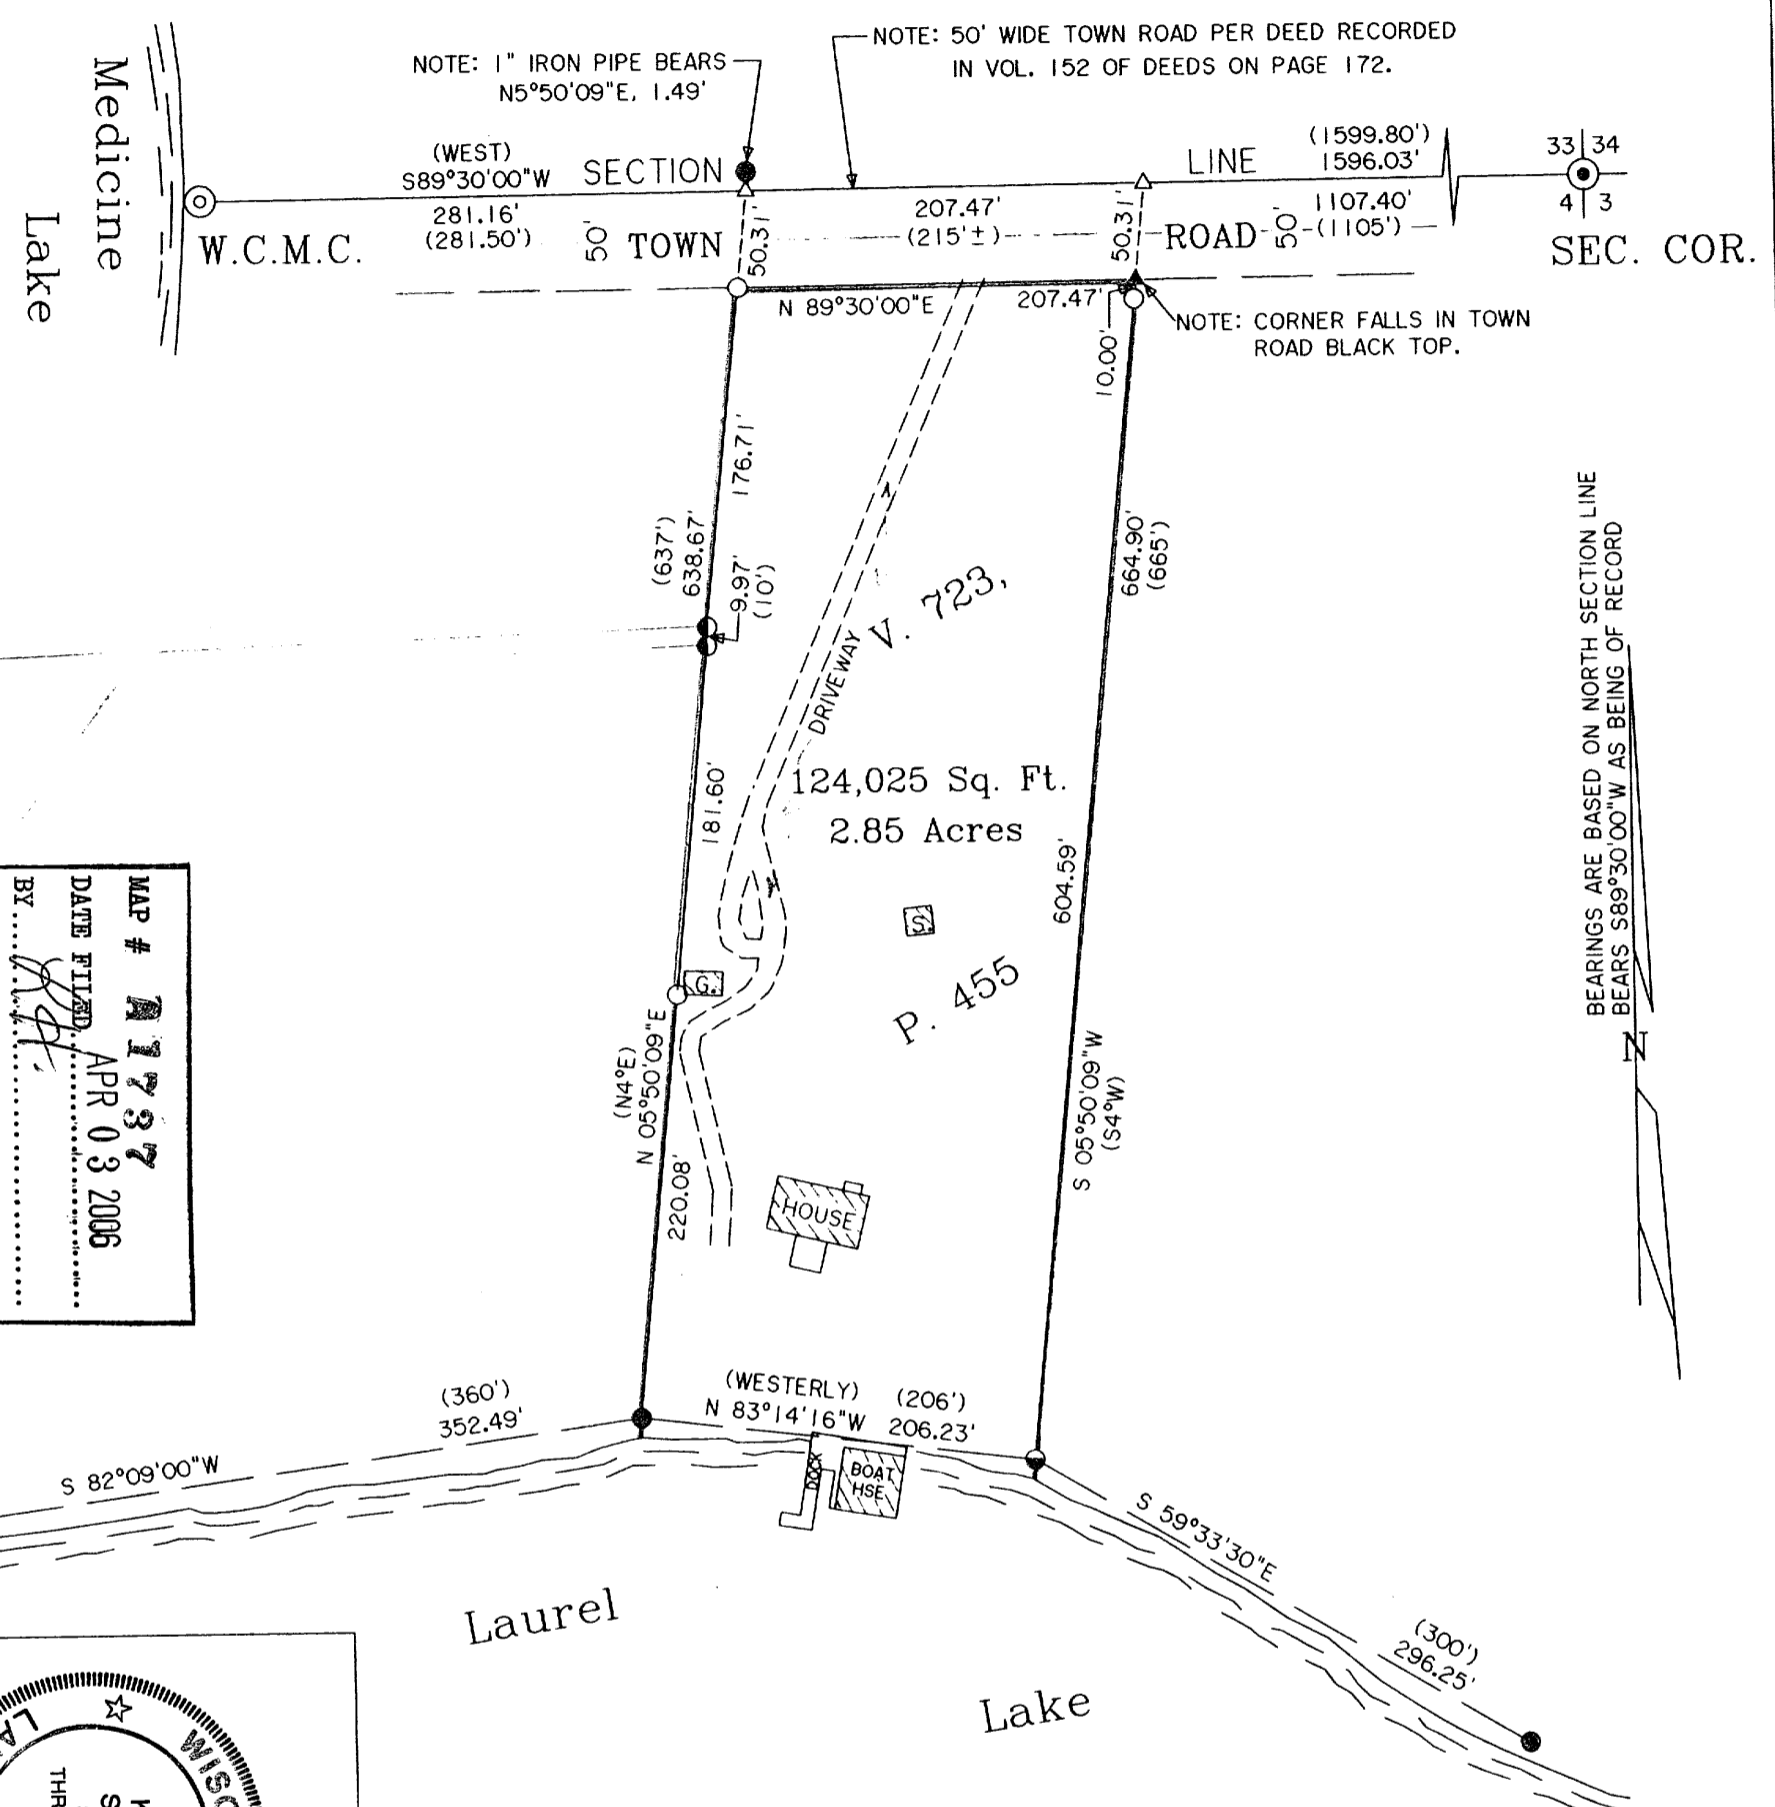 NOTE: 50' WIDE TOWN ROAD PER DEED RECORDED
IN VOL. 152 OF DEEDS ON PAGE 172.
NOTE: 1" IRON PIPE BEARS
N5°50'09"E, 1.49'
Medicine
Lake
(WEST)
S89°30'00"W
SECTION
LINE
(1599.80')
1596.03'
33 34
4 3
281.16'
(281.50')
W.C.M.C.
50'
TOWN
50.31'
207.47'
(215'±)
50.31'
ROAD
50'
1107.40'
(1105')
SEC. COR.
N 89°30'00"E
207.47'
10.00'
NOTE: CORNER FALLS IN TOWN
ROAD BLACK TOP.
176.71'
(637')
638.67'
9.97'
(10')
664.90'
(665')
V. 723,
DRIVEWAY
BEARINGS ARE BASED ON NORTH SECTION LINE
BEARS S89°30'00"W AS BEING OF RECORD
N
181.60'
124,025 Sq. Ft.
2.85 Acres
604.59'
S.
G.
P. 455
(N4°E)
N 05°50'09"E
S 05°50'09"W
(S4°W)
220.08'
HOUSE
MAP # A1737
DATE FILED APR 03 2006
BY
(360')
352.49'
S 82°09'00"W
(WESTERLY) (206')
N 83°14'16"W 206.23'
DOCK
BOAT
HSE.
S 59°33'30"E
(300')
296.25'
Laurel
Lake
WISC
LA
THR